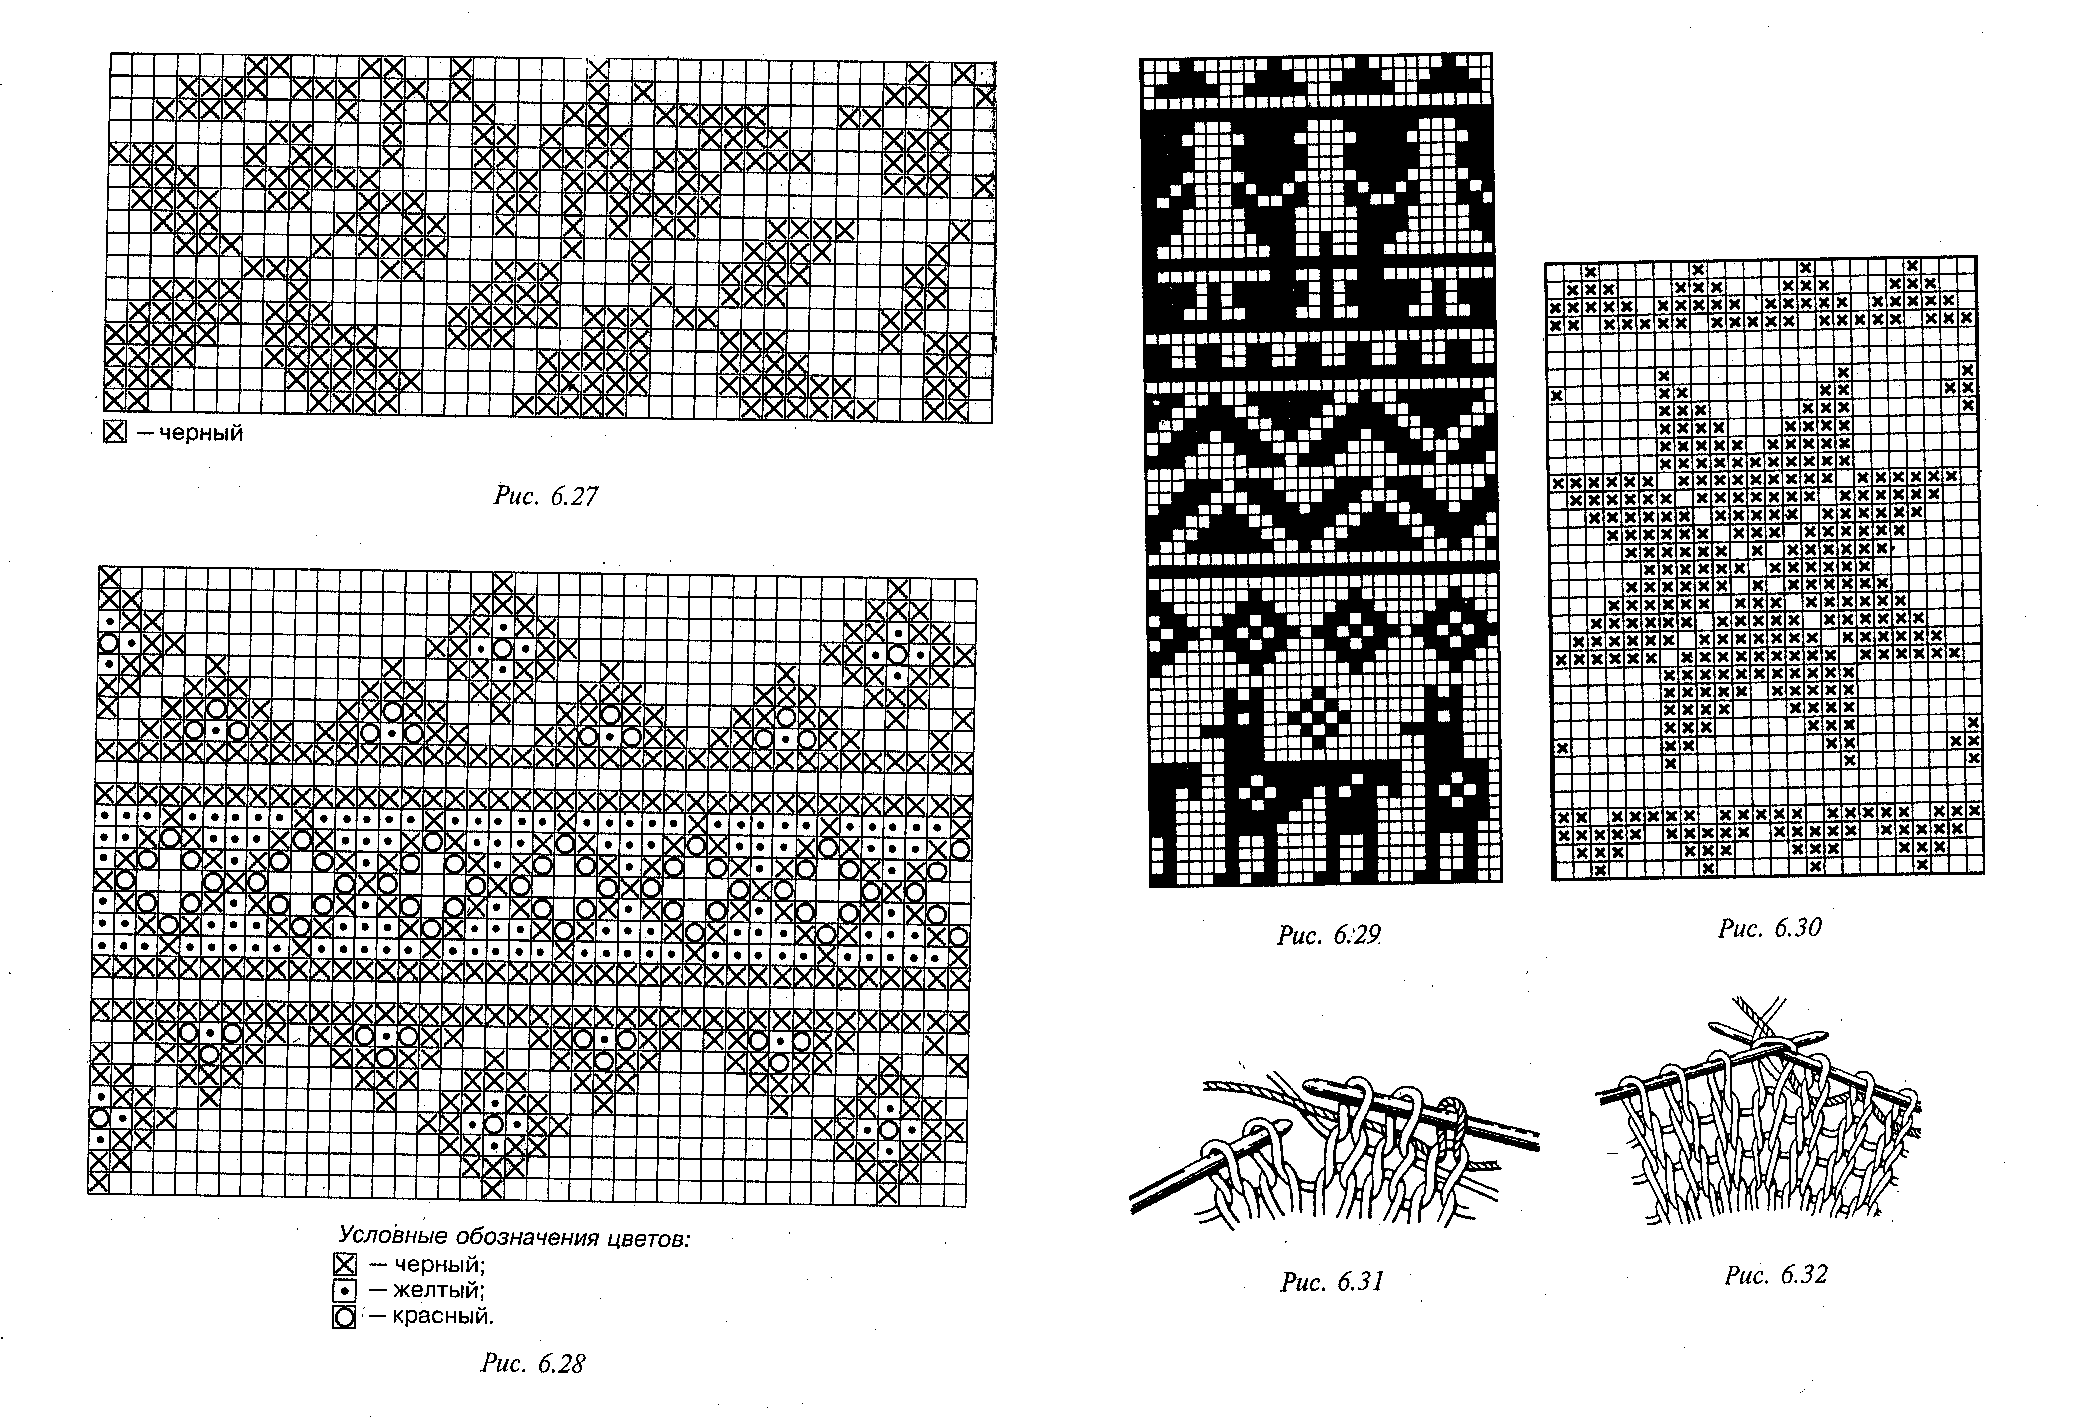 — черный
Рис. 6.27
Условные обозначения цветов:
— черный;
— желтый;
— красный.
Рис. 6.28
Рис. 6.29
Рис. 6.30
Рис. 6.31
Рис. 6.32